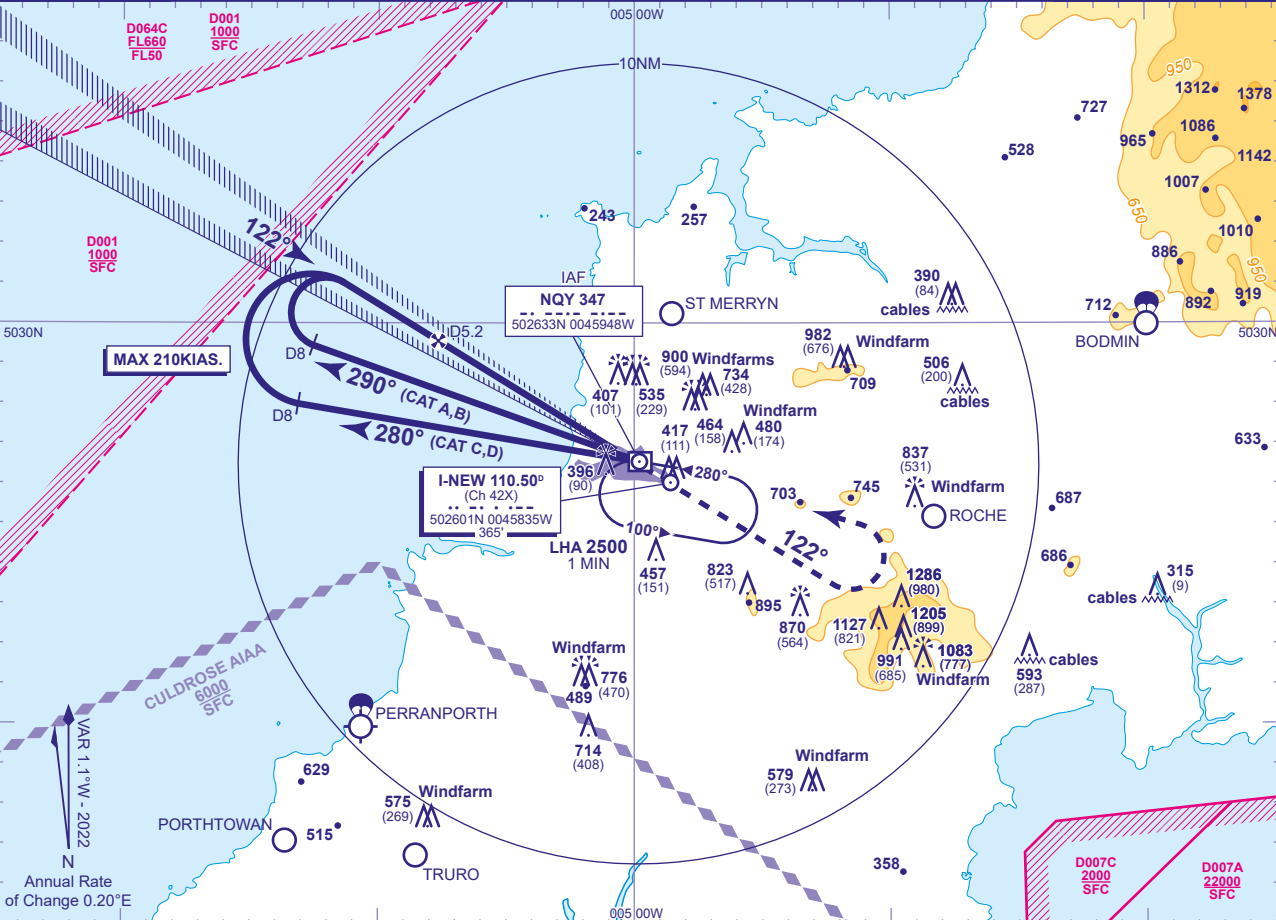 005 00W
D064C
FL660
FL50
D001
1000
SFC
10NM
950
1312
1378
727
1086
965
528
1142
1007
650
243
257
1010
122°
D001
1000
SFC
886
950
IAF
NQY 347
502633N 0045948W
390
(84)
cables
ST MERRYN
712
892
919
5030N
D5.2
5030N
BODMIN
MAX 210KIAS.
D8
290° (CAT A,B)
900
(594)
Windfarms
734
(428)
982
(676)
Windfarm
709
506
(200)
cables
407
(101)
535
(229)
D8
280° (CAT C,D)
464
(158)
Windfarm
480
(174)
417
(111)
633
837
(531)
Windfarm
396
(90)
280°
I-NEW 110.50D
(Ch 42X)
502601N 0045835W
365'
703
745
687
ROCHE
100°
122°
LHA 2500
1 MIN
457
(151)
686
823
(517)
895
1286
(980)
315
(9)
cables
870
(564)
1127
(821)
1205
(899)
991
(685)
1083
(777)
Windfarm
593
(287)
cables
Windfarm
776
(470)
489
CULDROSE AIAA
6000
SFC
PERRANPORTH
714
(408)
VAR 1.1°W - 2022
629
Windfarm
579
(273)
Windfarm
575
(269)
PORTHTOWAN
515
N
Annual Rate
of Change 0.20°E
TRURO
358
D007C
2000
SFC
D007A
22000
SFC
005 00W